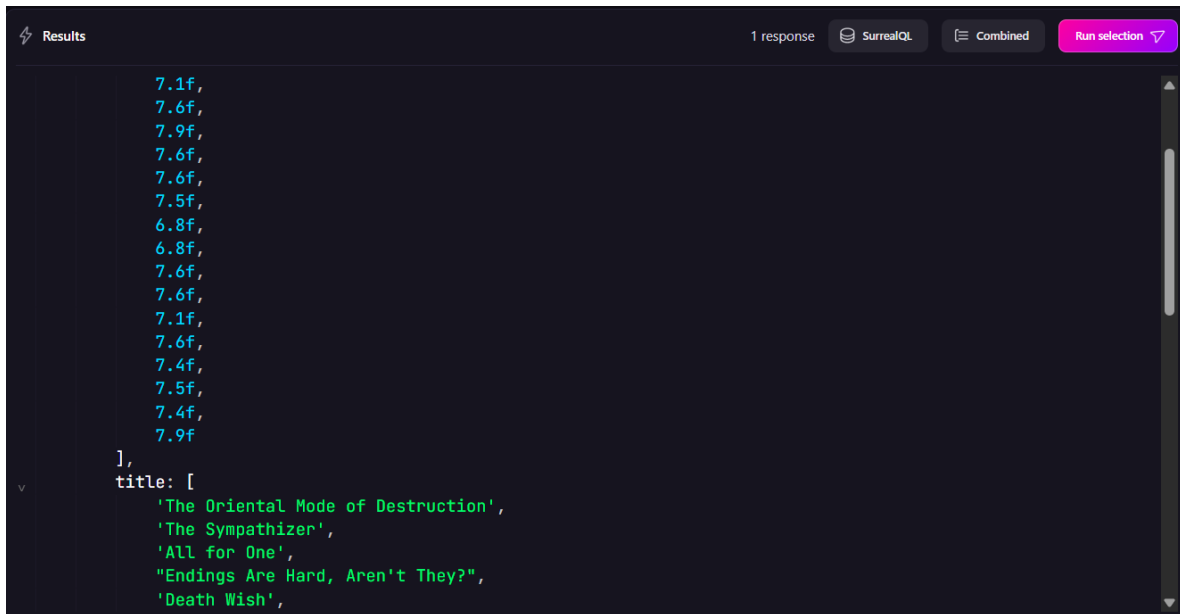 Results 1 response SurrealQL Combined Run selection
7.1f,
7.6f,
7.9f,
7.6f,
7.6f,
7.5f,
6.8f,
6.8f,
7.6f,
7.6f,
7.1f,
7.6f,
7.4f,
7.5f,
7.4f,
7.9f
],
title: [
'The Oriental Mode of Destruction',
'The Sympathizer',
'All for One',
"Endings Are Hard, Aren't They?",
'Death Wish',